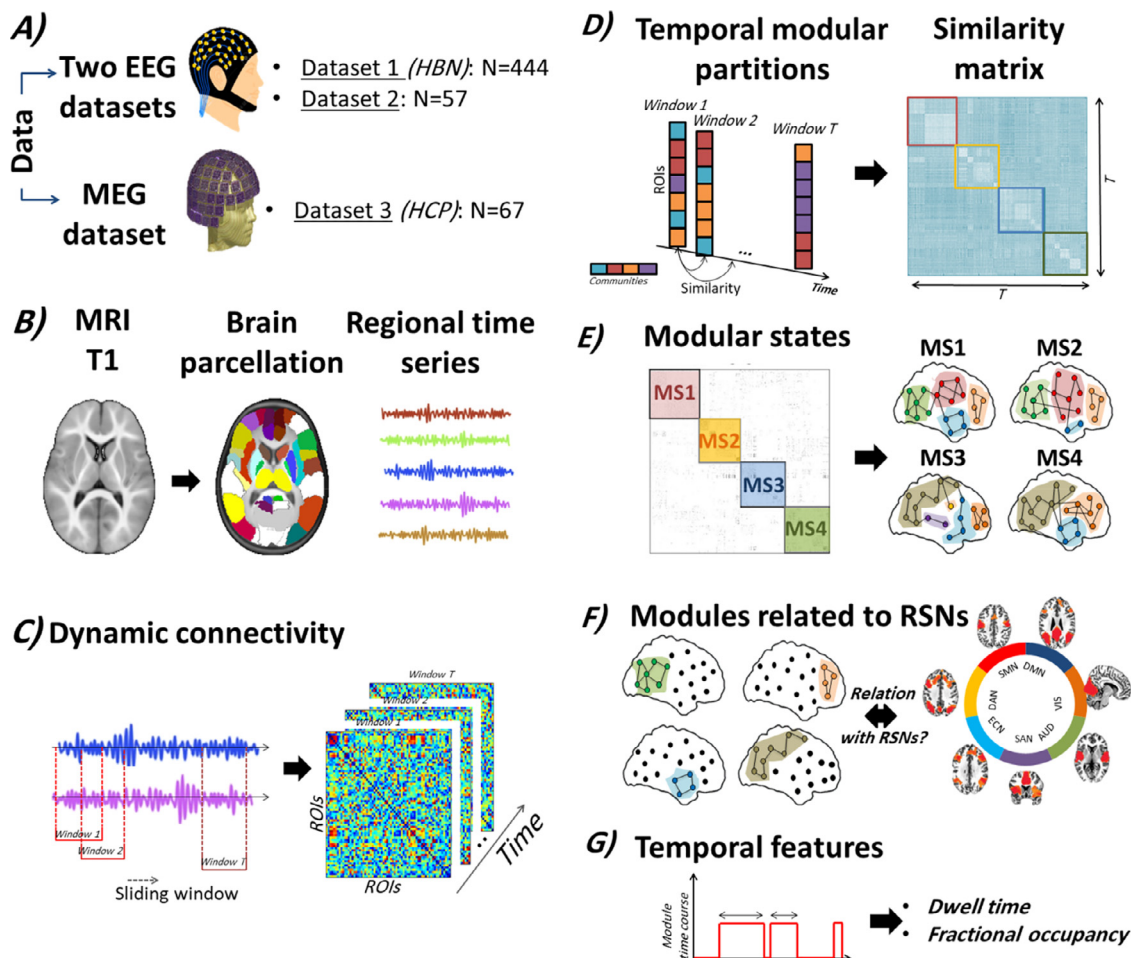 A)
Data
Two EEG
datasets
• Dataset 1 (HBN): N=444
• Dataset 2: N=57
MEG
dataset
• Dataset 3 (HCP): N=67
B)
MRI
T1
Brain
parcellation
Regional time
series
C) Dynamic connectivity
Window 1
Window 2
Window T
Sliding window
Window T
Window 2
Window 1
ROIs
ROIs
Time
D) Temporal modular
partitions
Similarity
matrix
Window 1
Window 2
Window T
ROIs
...
Communities
Similarity
Time
T
T
E) Modular states
MS1
MS2
MS3
MS4
MS1 MS2
MS3 MS4
F) Modules related to RSNs
Relation
with RSNs?
SMN
DMN
DAN
VIS
ECN
AUD
SAN
G) Temporal features
Module
time course
• Dwell time
• Fractional occupancy